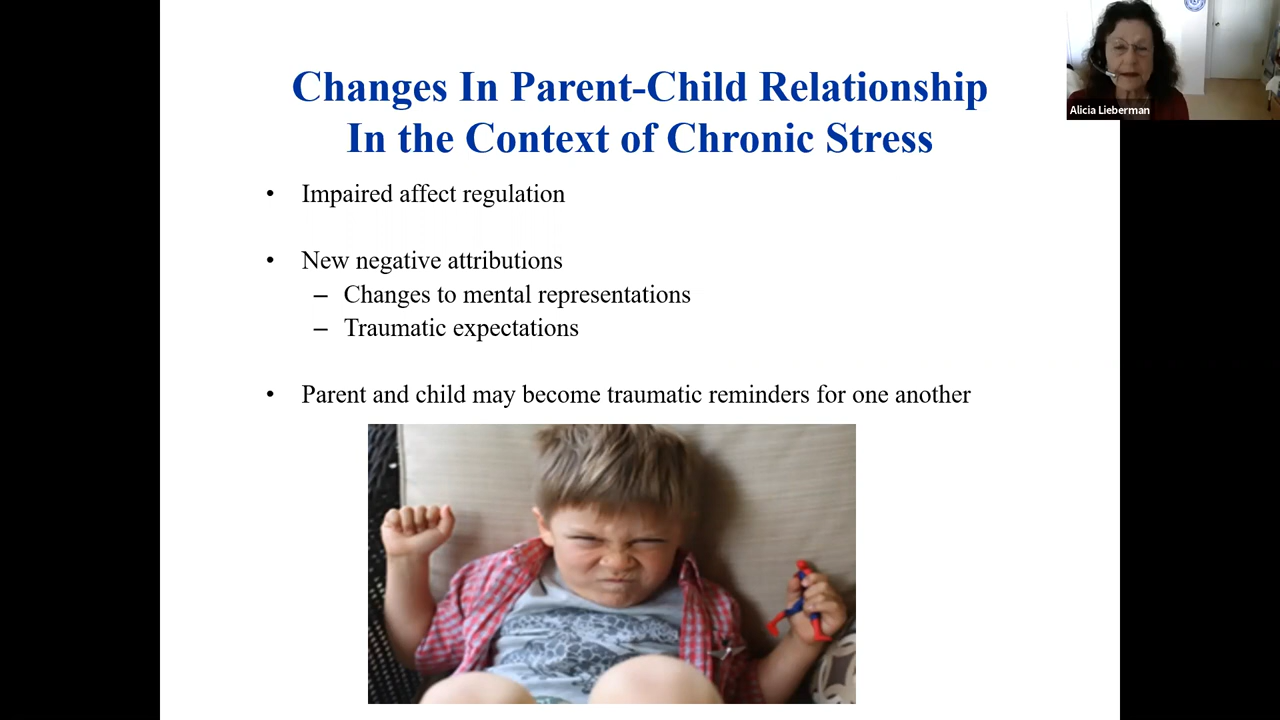 Changes In Parent-Child Relationship
In the Context of Chronic Stress
Alicia Lieberman
• Impaired affect regulation
• New negative attributions
– Changes to mental representations
– Traumatic expectations
• Parent and child may become traumatic reminders for one another